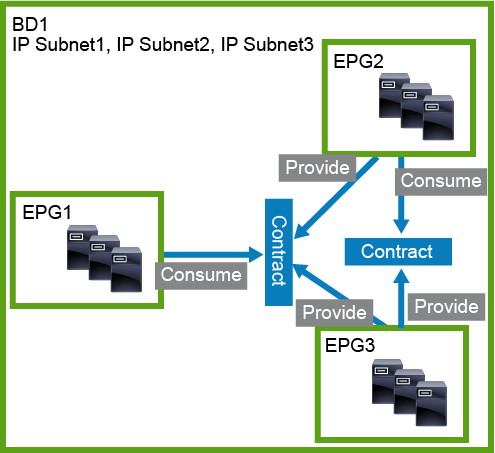 BD1
IP Subnet1, IP Subnet2, IP Subnet3
EPG2
Provide
Consume
EPG1
Contract
Contract
Consume
Provide
Provide
EPG3